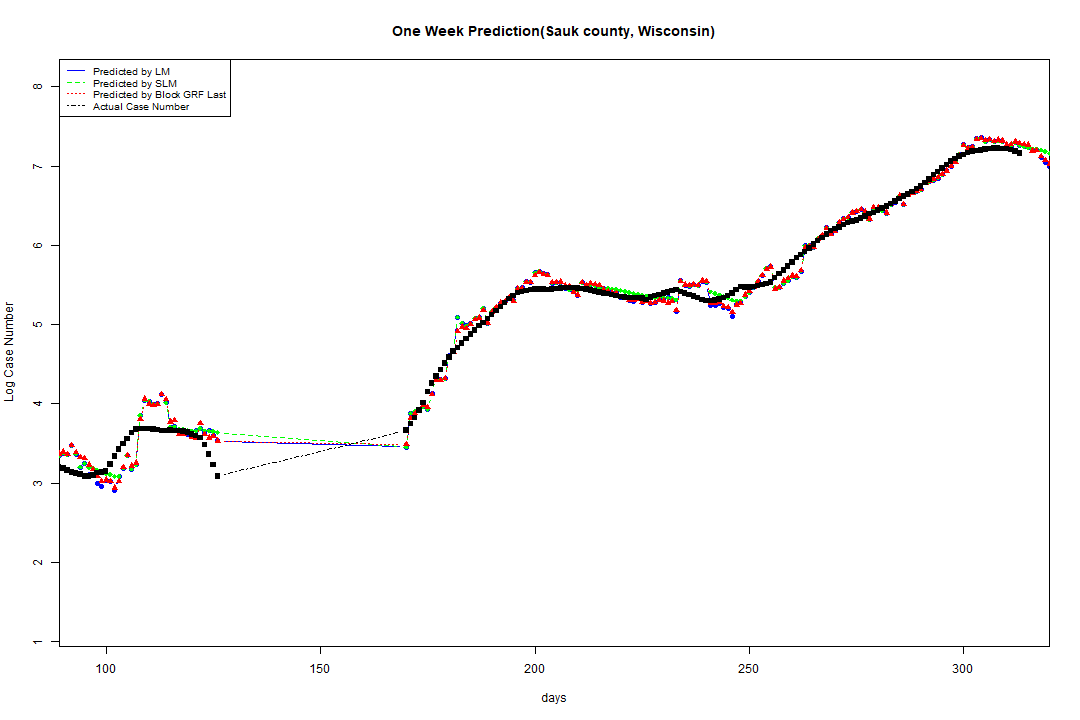 One Week Prediction(Sauk county, Wisconsin)
Predicted by LM
Predicted by SLM
Predicted by Block GRF Last
Actual Case Number
8
7
6
5
4
3
2
1
Log Case Number
100 150 200 250 300
days